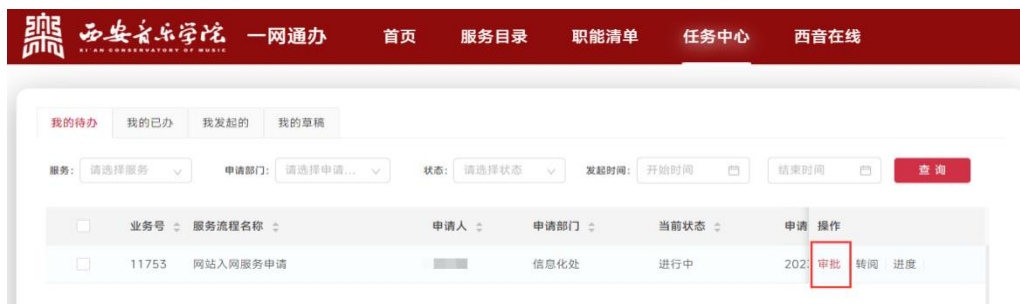 西安音乐学院 一网通办 首页 服务目录 职能清单 任务中心 西音在线
XI'AN CONSERVATORY OF MUSIC
我的待办 我的已办 我发起的 我的草稿
服务: 请选择服务 申请部门: 请选择申请... 状态: 请选择状态 发起时间: 开始时间 结束时间 查询
业务号 服务流程名称 申请人 申请部门 当前状态 申请 操作
11753 网站入网服务申请 信息化处 进行中 202 审批 转阅 进度